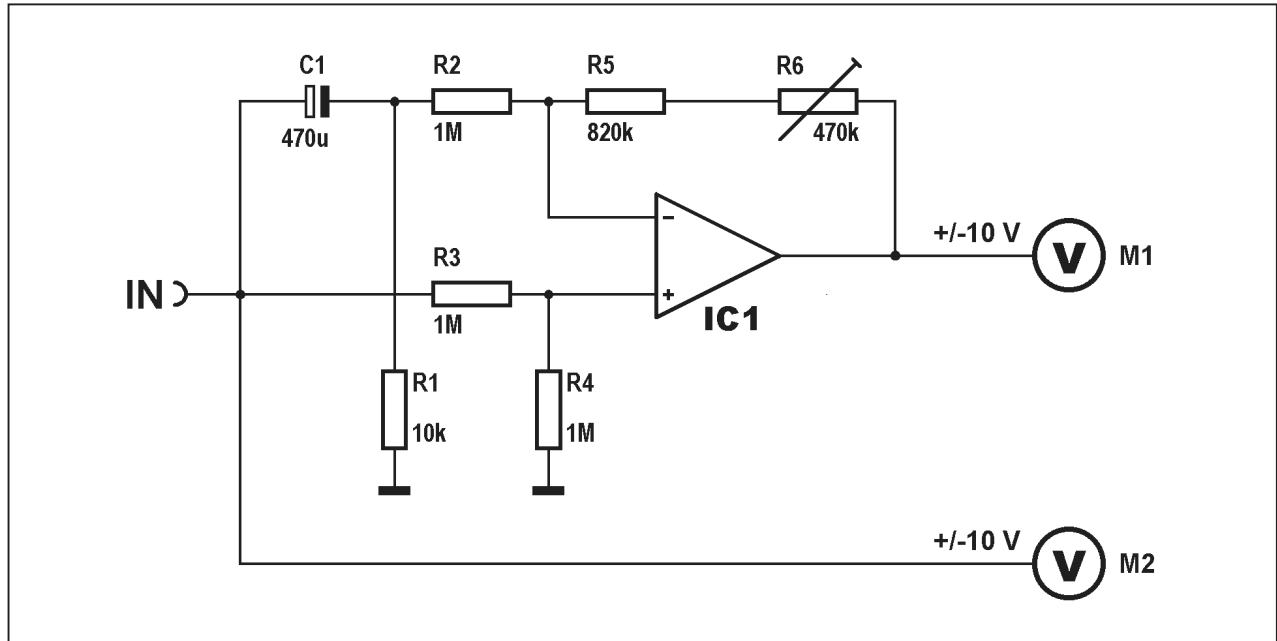 C1
470u
R2
1M
R5
820k
R6
470k
IN
R3
1M
-
+
IC1
R1
10k
R4
1M
+/-10 V
V
M1
+/-10 V
V
M2